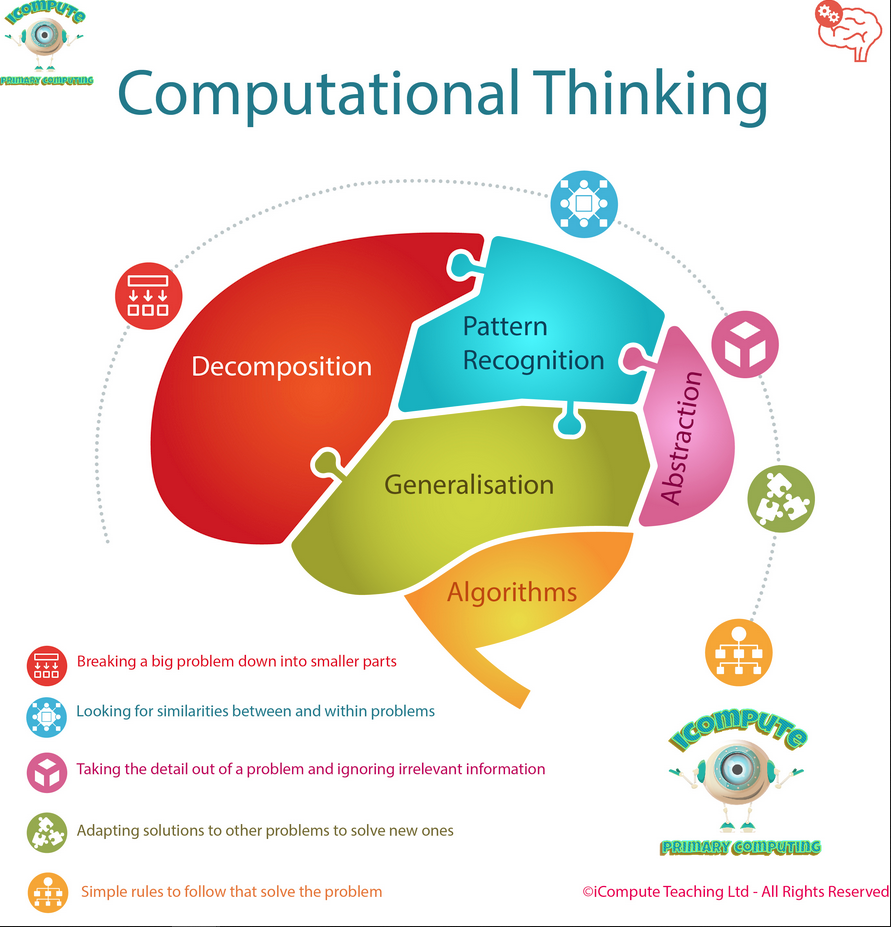 ICOMPUTE
PRIMARY COMPUTING
Computational Thinking
Decomposition
Pattern
Recognition
Abstraction
Generalisation
Algorithms
Breaking a big problem down into smaller parts
Looking for similarities between and within problems
Taking the detail out of a problem and ignoring irrelevant information
Adapting solutions to other problems to solve new ones
Simple rules to follow that solve the problem
ICOMPUTE
PRIMARY COMPUTING
©iCompute Teaching Ltd - All Rights Reserved